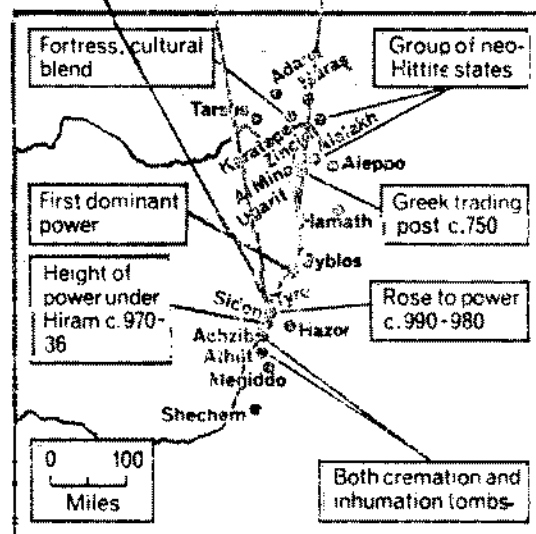 Fortress, cultural
blend
Group of neo-
Hittite states
Adana
Maras
Tarsus
Karatepe
Zincirli
Alalakh
Al Mina
Aleppo
Ugarit
First dominant
power
Hamath
Greek trading
post c.750
Byblos
Height of
power under
Hiram c.970-
36
Sidon
Tyre
Rose to power
c.990-980
Hazor
Achzib
Athlit
Megiddo
Shechem
0 100
Miles
Both cremation and
inhumation tombs